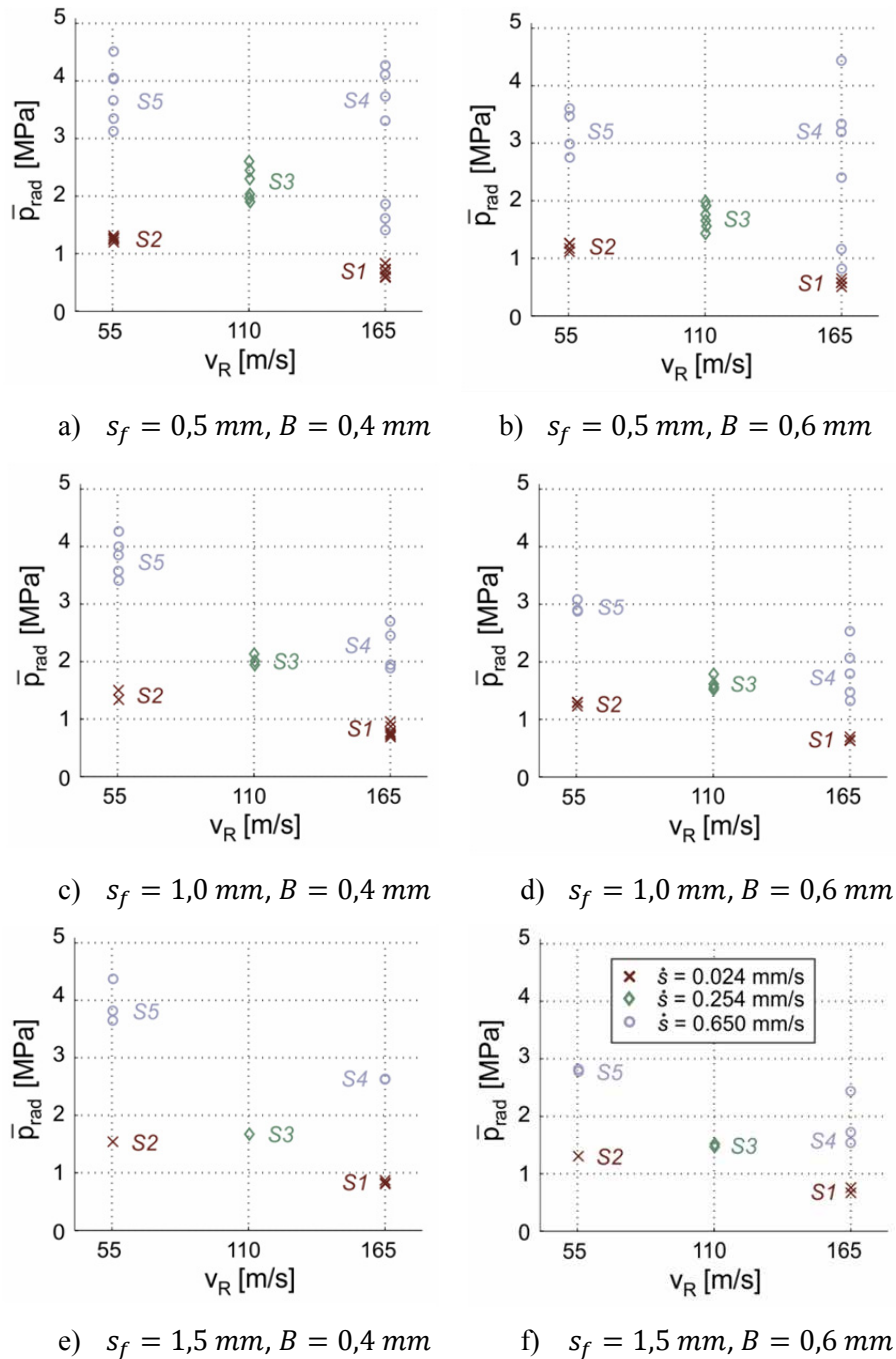 5
4
3
2
1
0
p̄rad [MPa]
S5
S4
S3
S2
S1
55
110
165
vR [m/s]
a) sf = 0,5 mm, B = 0,4 mm
5
4
3
2
1
0
p̄rad [MPa]
S5
S4
S3
S2
S1
55
110
165
vR [m/s]
b) sf = 0,5 mm, B = 0,6 mm
5
4
3
2
1
0
p̄rad [MPa]
S5
S4
S3
S2
S1
55
110
165
vR [m/s]
c) sf = 1,0 mm, B = 0,4 mm
5
4
3
2
1
0
p̄rad [MPa]
S5
S4
S3
S2
S1
55
110
165
vR [m/s]
d) sf = 1,0 mm, B = 0,6 mm
5
4
3
2
1
0
p̄rad [MPa]
S5
S4
S3
S2
S1
55
110
165
vR [m/s]
e) sf = 1,5 mm, B = 0,4 mm
5
4
3
2
1
0
p̄rad [MPa]
ṡ = 0.024 mm/s
ṡ = 0.254 mm/s
ṡ = 0.650 mm/s
S5
S4
S3
S2
S1
55
110
165
vR [m/s]
f) sf = 1,5 mm, B = 0,6 mm